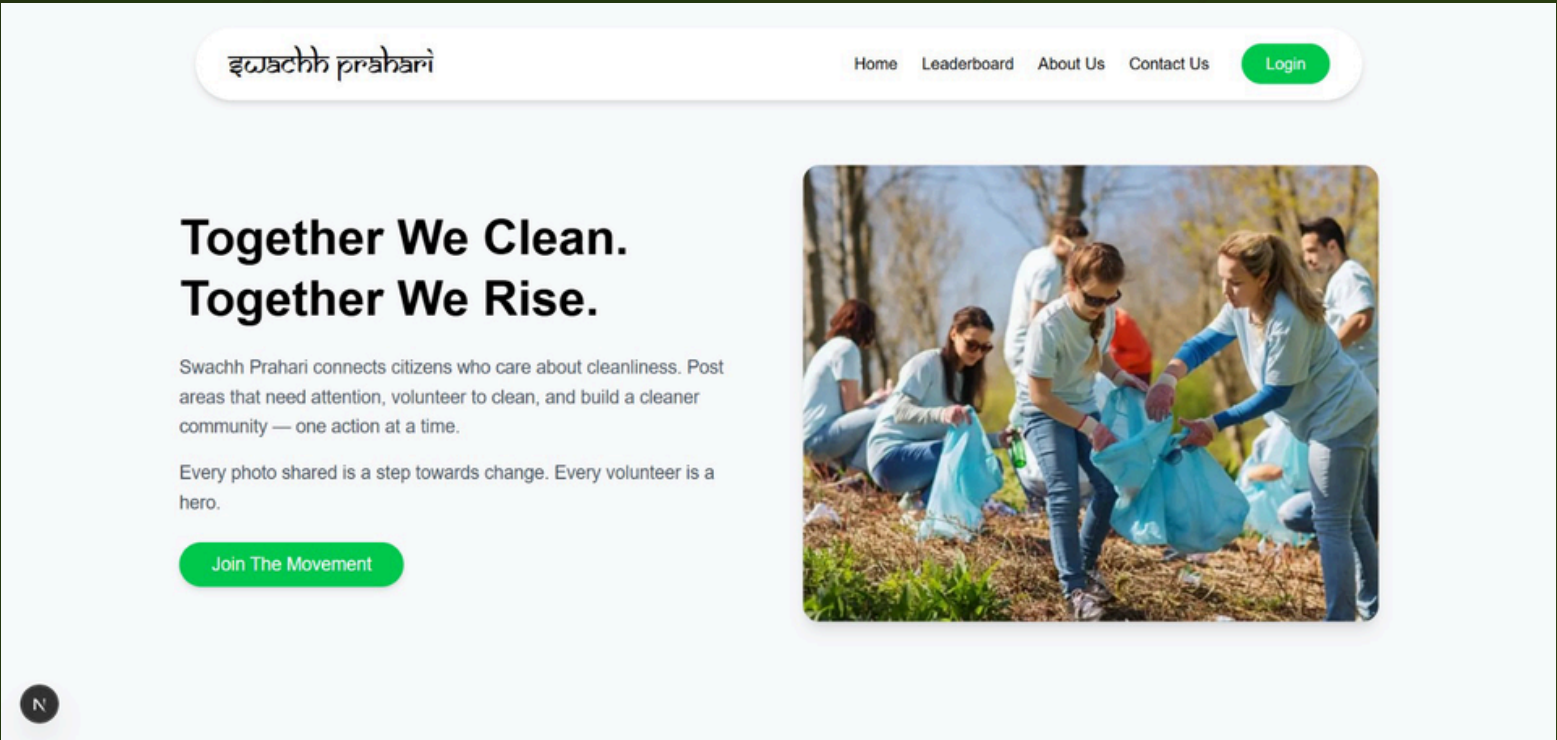 swachh prahari
Home Leaderboard About Us Contact Us Login
Together We Clean.
Together We Rise.
Swachh Prahari connects citizens who care about cleanliness. Post
areas that need attention, volunteer to clean, and build a cleaner
community — one action at a time.
Every photo shared is a step towards change. Every volunteer is a
hero.
Join The Movement
N